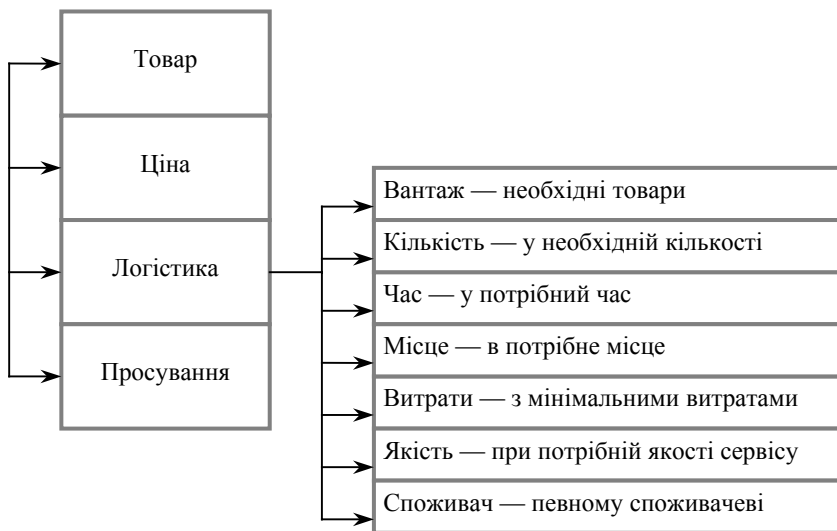 Товар
Ціна
Логістика
Просування
Вантаж — необхідні товари
Кількість — у необхідній кількості
Час — у потрібний час
Місце — в потрібне місце
Витрати — з мінімальними витратами
Якість — при потрібній якості сервісу
Споживач — певному споживачеві